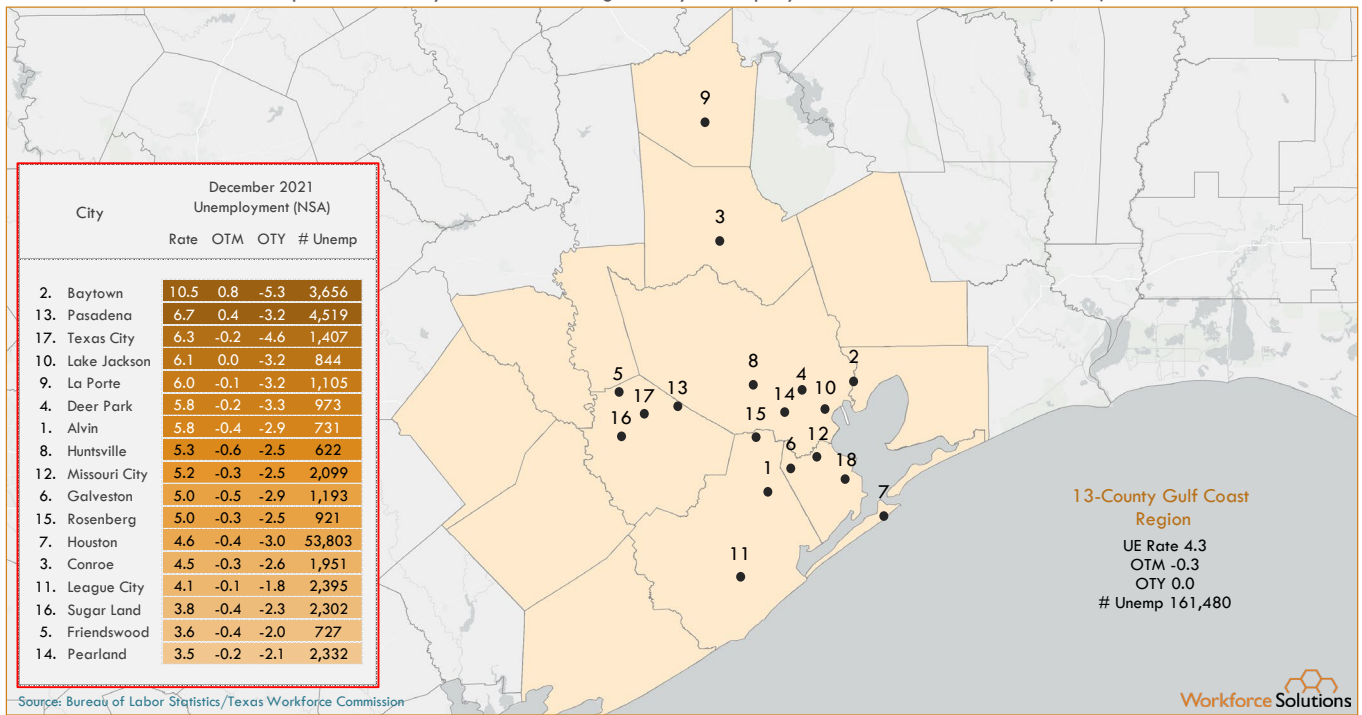 City
December 2021
Unemployment (NSA)
Rate OTM OTY # Unemp
2. Baytown 10.5 0.8 -5.3 3,656
13. Pasadena 6.7 0.4 -3.2 4,519
17. Texas City 6.3 -0.2 -4.6 1,407
10. Lake Jackson 6.1 0.0 -3.2 844
9. La Porte 6.0 -0.1 -3.2 1,105
4. Deer Park 5.8 -0.2 -3.3 973
1. Alvin 5.8 -0.4 -2.9 731
8. Huntsville 5.3 -0.6 -2.5 622
12. Missouri City 5.2 -0.3 -2.5 2,099
6. Galveston 5.0 -0.5 -2.9 1,193
15. Rosenberg 5.0 -0.3 -2.5 921
7. Houston 4.6 -0.4 -3.0 53,803
3. Conroe 4.5 -0.3 -2.6 1,951
11. League City 4.1 -0.1 -1.8 2,395
16. Sugar Land 3.8 -0.4 -2.3 2,302
5. Friendswood 3.6 -0.4 -2.0 727
14. Pearland 3.5 -0.2 -2.1 2,332
Source: Bureau of Labor Statistics/Texas Workforce Commission
9
3
8
2
4
5
17
13
14
10
16
15
12
6
1
18
7
11
13-County Gulf Coast
Region
UE Rate 4.3
OTM -0.3
OTY 0.0
# Unemp 161,480
Workforce Solutions